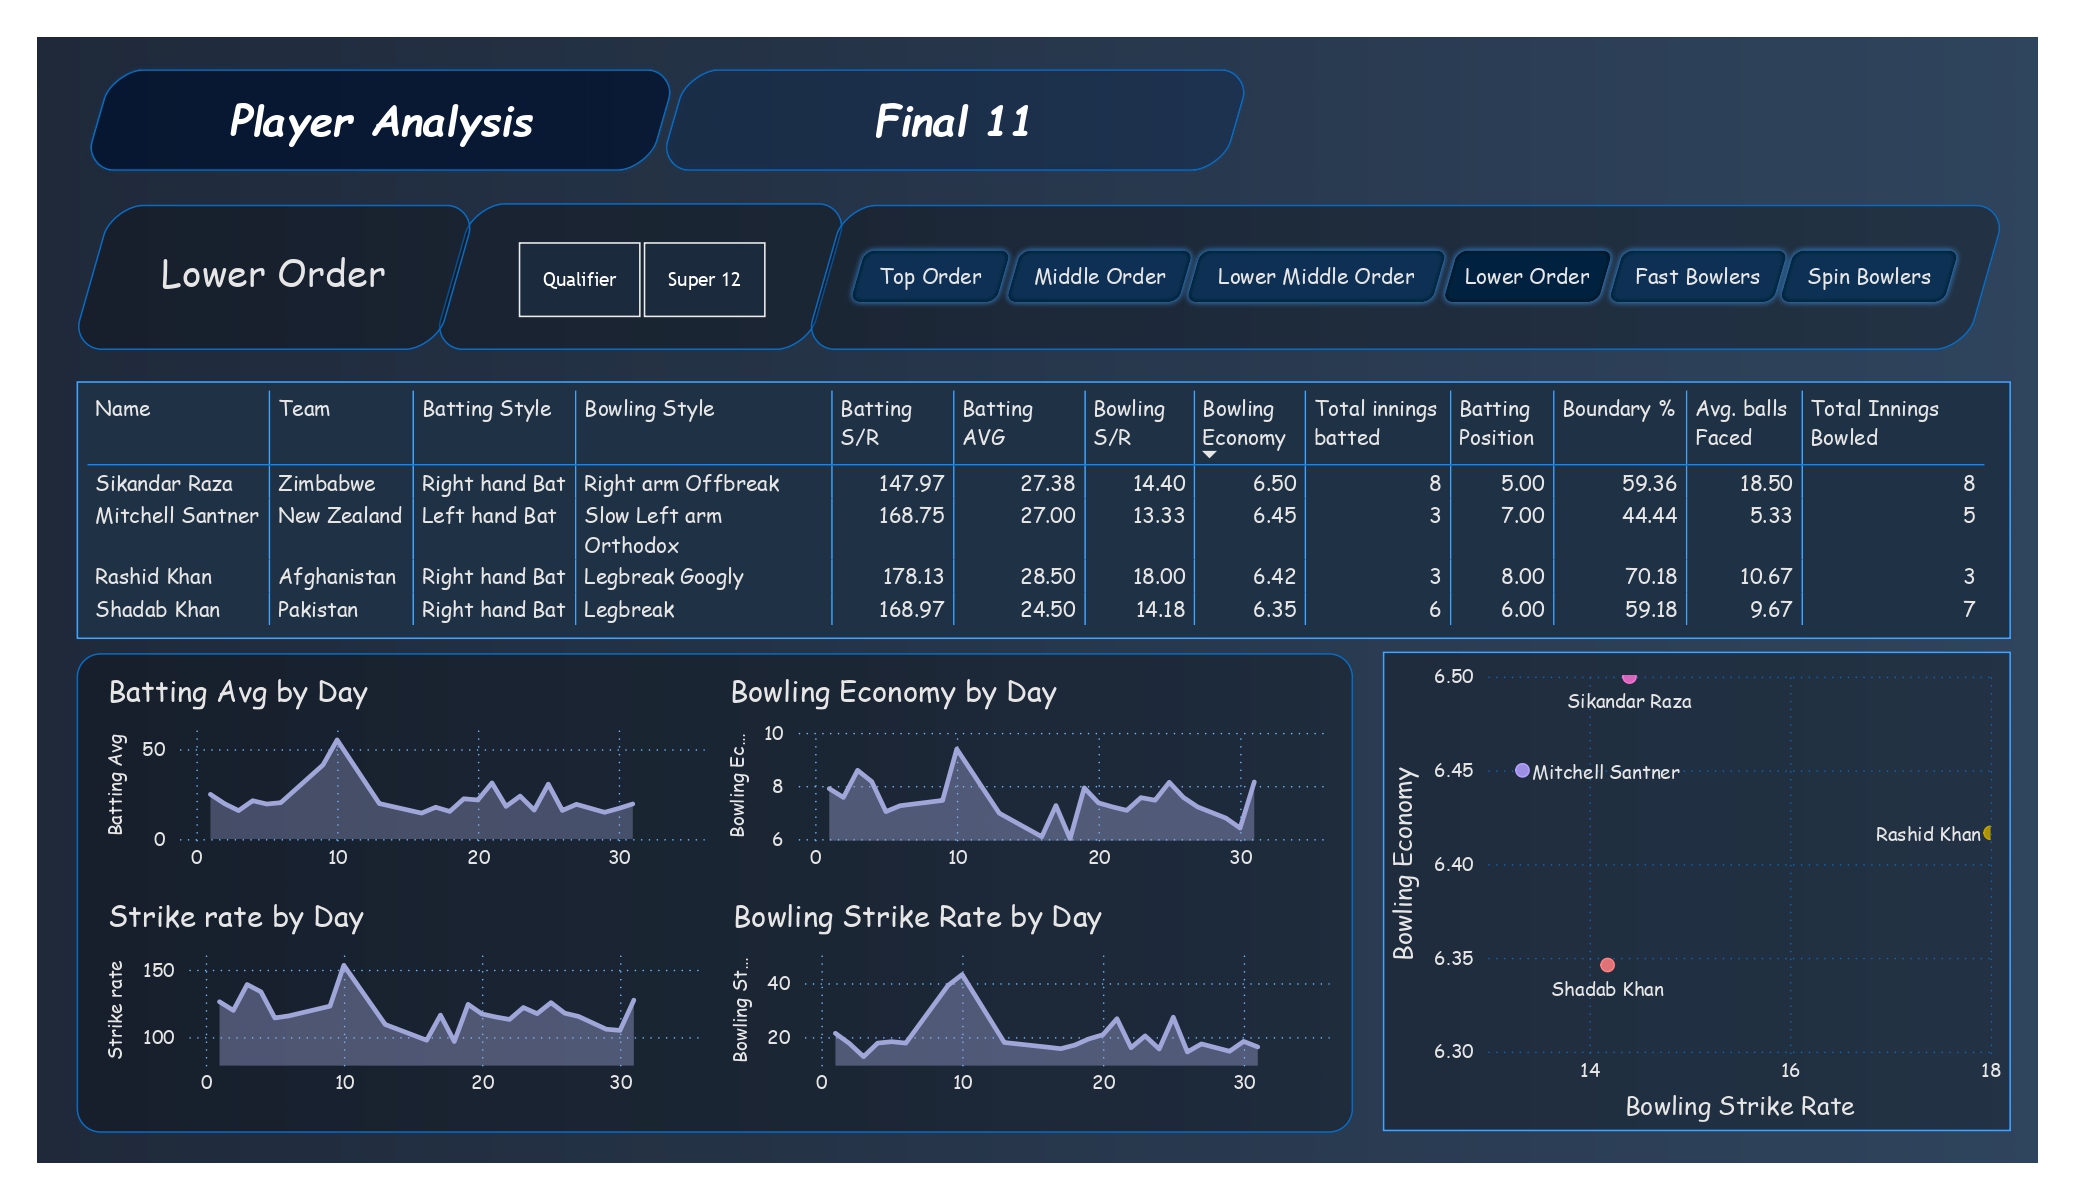 Player Analysis
Final 11
Lower Order
Qualifier
Super 12
Top Order
Middle Order
Lower Middle Order
Lower Order
Fast Bowlers
Spin Bowlers
Name Team Batting Style Bowling Style Batting S/R Batting AVG Bowling S/R Bowling Economy Total innings batted Batting Position Boundary % Avg. balls Faced Total Innings Bowled
Sikandar Raza Zimbabwe Right hand Bat Right arm Offbreak 147.97 27.38 14.40 6.50 8 5.00 59.36 18.50 8
Mitchell Santner New Zealand Left hand Bat Slow Left arm Orthodox 168.75 27.00 13.33 6.45 3 7.00 44.44 5.33 5
Rashid Khan Afghanistan Right hand Bat Legbreak Googly 178.13 28.50 18.00 6.42 3 8.00 70.18 10.67 3
Shadab Khan Pakistan Right hand Bat Legbreak 168.97 24.50 14.18 6.35 6 6.00 59.18 9.67 7
Batting Avg by Day
Batting Avg
50
0
0 10 20 30
Bowling Economy by Day
Bowling Ec...
10
8
6
0 10 20 30
Strike rate by Day
Strike rate
150
100
0 10 20 30
Bowling Strike Rate by Day
Bowling St...
40
20
0 10 20 30
Bowling Economy
6.50
6.45
6.40
6.35
6.30
Sikandar Raza
Mitchell Santner
Rashid Khan
Shadab Khan
14 16 18
Bowling Strike Rate